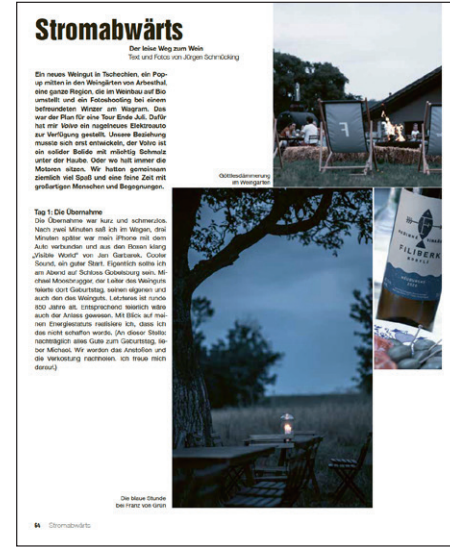 Stromabwärts
Der leise Weg zum Wein
Text und Fotos von Jürgen Schmücking
Ein neues Weingut in Tschechien, ein Pop-
up mitten in den Weingärten von Arbesthal,
eine ganze Region, die im Weinbau auf Bio
umstellt und ein Fotoshooting bei einem
befreundeten Winzer am Wagram. Das
war der Plan für eine Tour Ende Juli. Dafür
hat mir Volvo ein nagelneues Elektroauto
zur Verfügung gestellt. Unsere Beziehung
musste sich erst entwickeln, der Volvo ist
ein solider Bolide mit mächtig Schmalz
unter der Haube. Oder wo halt immer die
Motoren sitzen. Wir hatten gemeinsam
ziemlich viel Spaß und eine feine Zeit mit
großartigen Menschen und Begegnungen.
Götterdämmerung
im Weingarten
Tag 1: Die Übernahme
Die Übernahme war kurz und schmerzlos.
Nach zwei Minuten saß ich im Wagen, drei
Minuten später war mein iPhone mit dem
Auto verbunden und aus den Boxen klang
„Visible World“ von Jan Garbarek. Cooler
Sound, ein guter Start. Eigentlich sollte ich
am Abend auf Schloss Gobelsburg sein. Mi-
chael Moosbrugger, der Leiter des Weinguts
feierte dort Geburtstag, seinen eigenen und
auch den des Weinguts. Letzteres ist runde
850 Jahre alt. Entsprechend feierlich wäre
auch der Anlass gewesen. Mit Blick auf mei-
nen Energiestatus realisiere ich, dass ich
das nicht schaffen werde. (An dieser Stelle:
nachträglich alles Gute zum Geburtstag, lie-
ber Michael. Wir werden das Anstoßen und
die Verkostung nachholen. Ich freue mich
darauf.)
FILIBERK
Die blaue Stunde
bei Franz von Grün
64 Stromabwärts